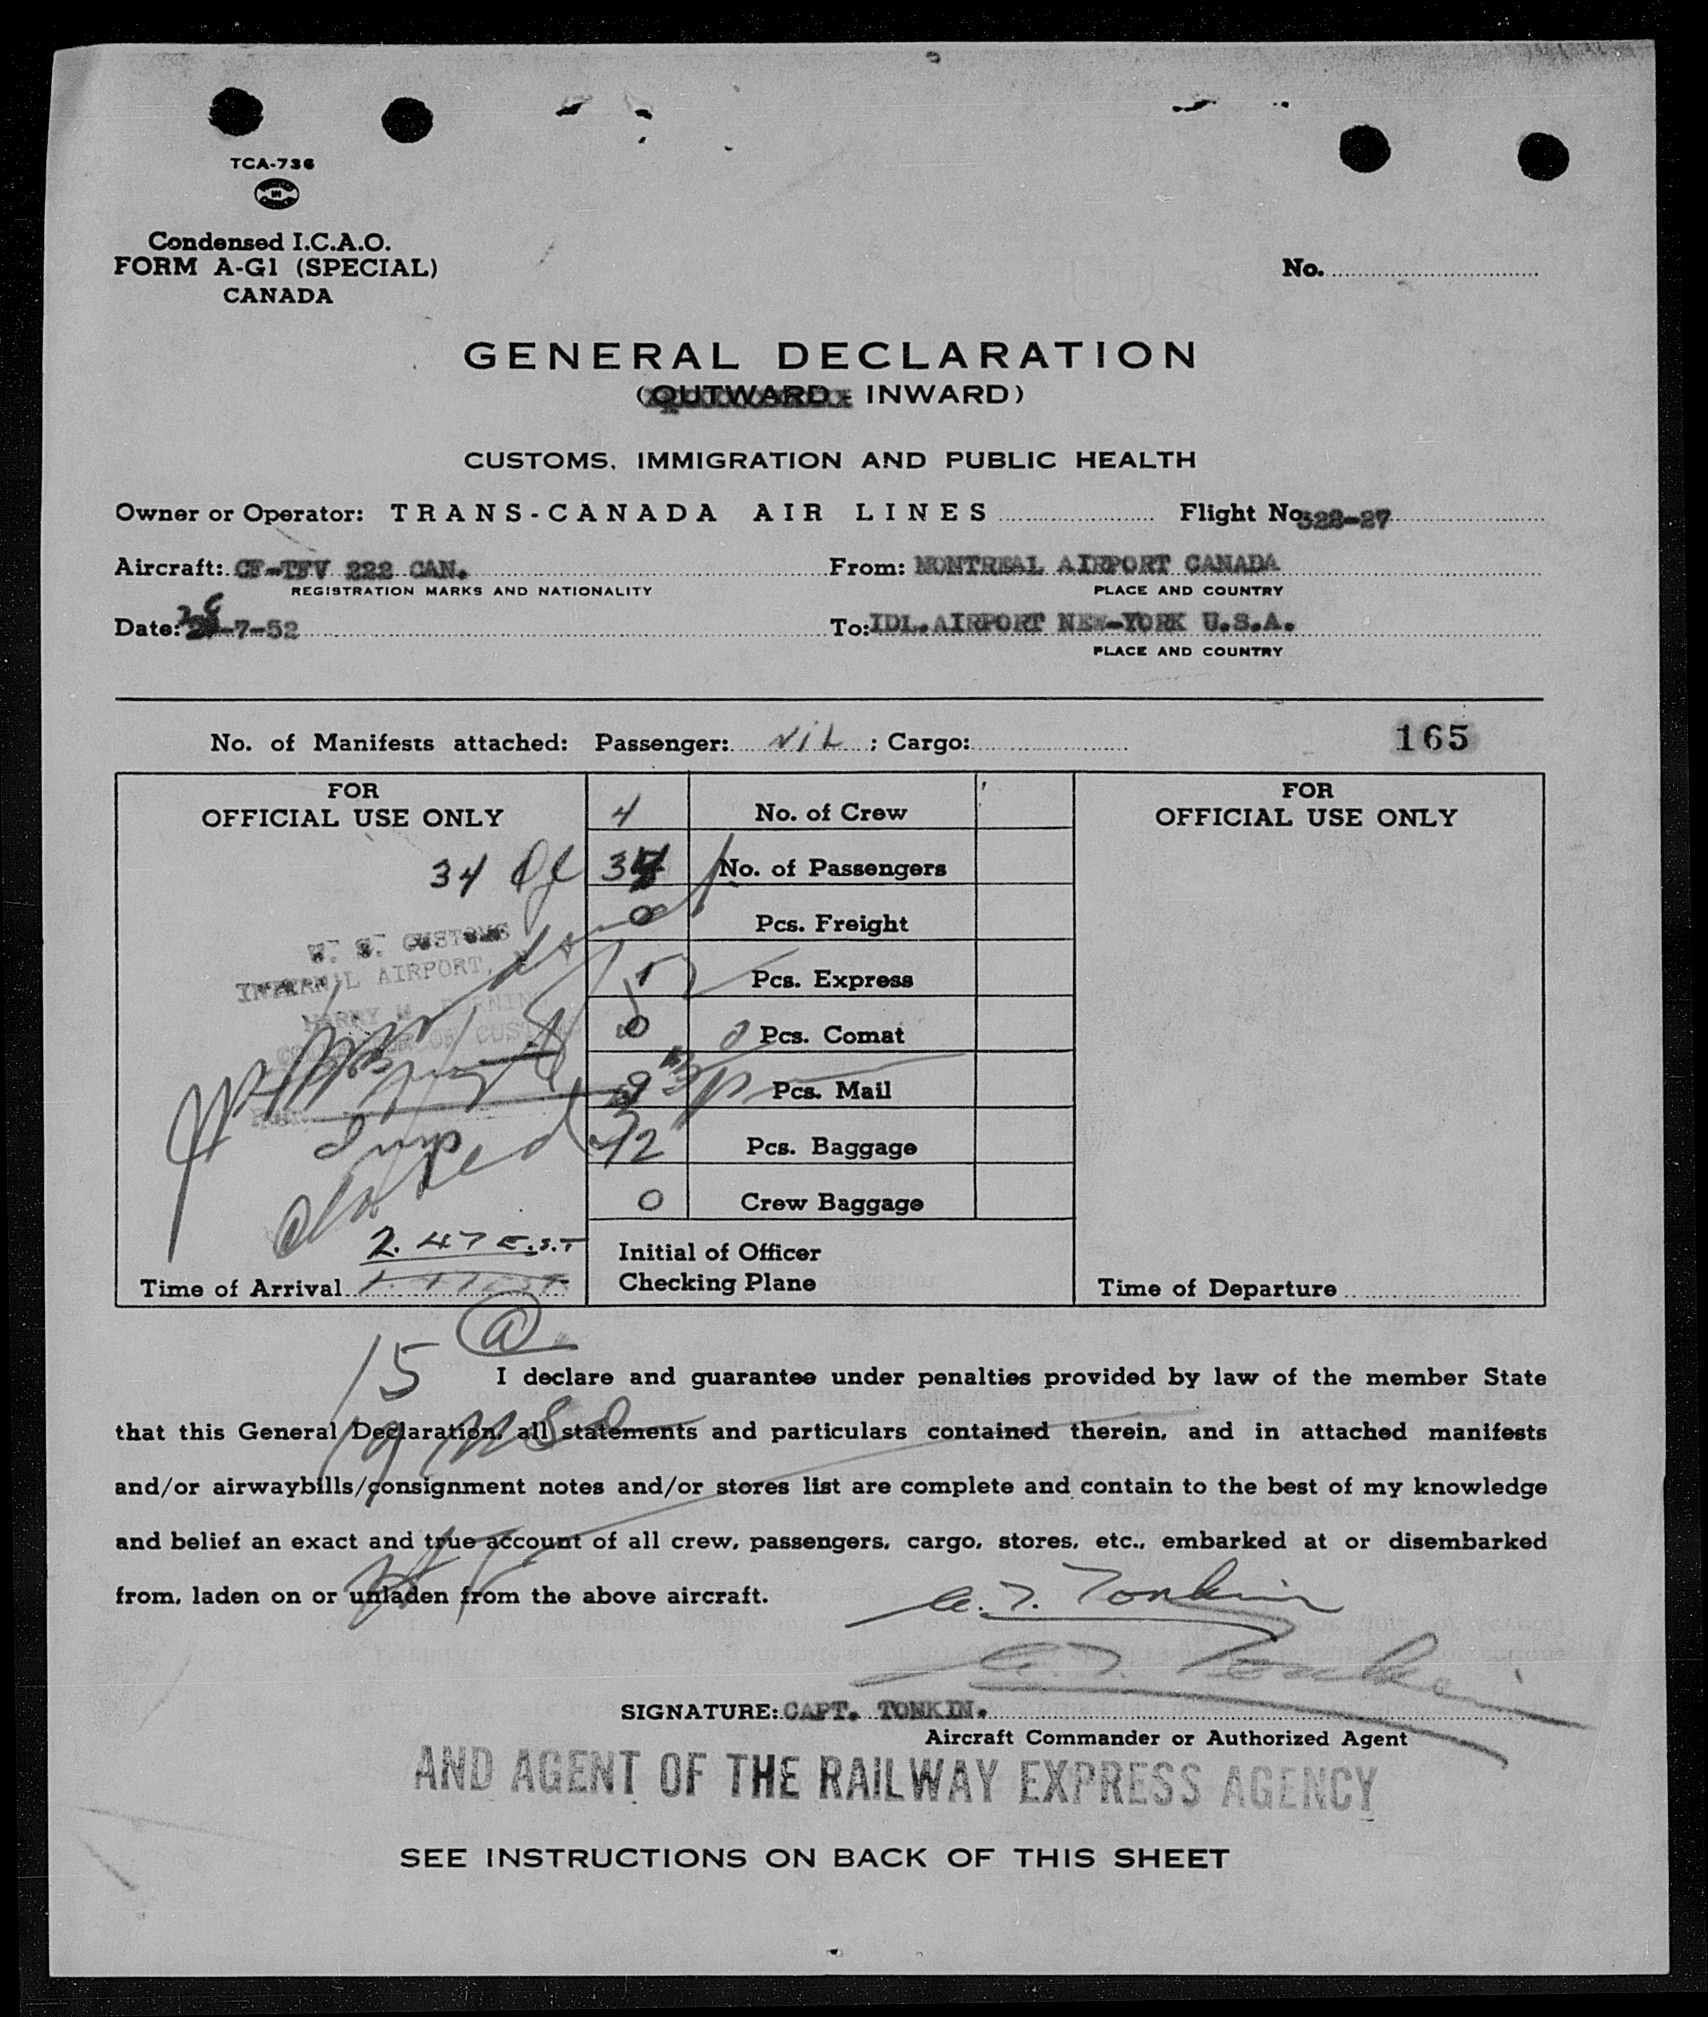 TCA-736
Condensed I.C.A.O.
FORM A-G1 (SPECIAL)
CANADA
No.
GENERAL DECLARATION
(OUTWARD - INWARD)
CUSTOMS, IMMIGRATION AND PUBLIC HEALTH
Owner or Operator: TRANS-CANADA AIR LINES Flight No. 328-27
Aircraft: CF-TFV 222 CAN. From: MONTREAL AIRPORT CANADA
REGISTRATION MARKS AND NATIONALITY PLACE AND COUNTRY
Date: -7-52 To: IDL.AIRPORT NEW-YORK U.S.A.
PLACE AND COUNTRY
No. of Manifests attached: Passenger: NIL ; Cargo: 165
FOR
OFFICIAL USE ONLY
4 No. of Crew
FOR
OFFICIAL USE ONLY
34 34 No. of Passengers
0 Pcs. Freight
U. S. CUSTOMS
AIRPORT,
Pcs. Express
0 Pcs. Comat
9 Pcs. Mail
Pcs. Baggage
0 Crew Baggage
2.47 E.S.T
Time of Arrival
Initial of Officer
Checking Plane
Time of Departure
15
I declare and guarantee under penalties provided by law of the member State
that this General Declaration, all statements and particulars contained therein, and in attached manifests
and/or airwaybills/consignment notes and/or stores list are complete and contain to the best of my knowledge
and belief an exact and true account of all crew, passengers, cargo, stores, etc., embarked at or disembarked
from, laden on or unladen from the above aircraft.
Tonkin
Tonkin
SIGNATURE: CAPT. TONKIN.
Aircraft Commander or Authorized Agent
AND AGENT OF THE RAILWAY EXPRESS AGENCY
SEE INSTRUCTIONS ON BACK OF THIS SHEET